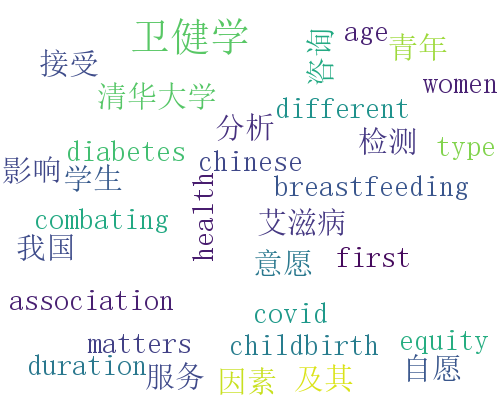 卫健学
age
咨询
青年
接受
women
清华大学
different
分析
检测
type
diabetes
chinese
影响
学生
breastfeeding
health
combating
艾滋病
我国
意愿
first
association
covid
matters
childbirth
equity
duration
服务
因素
及其
自愿